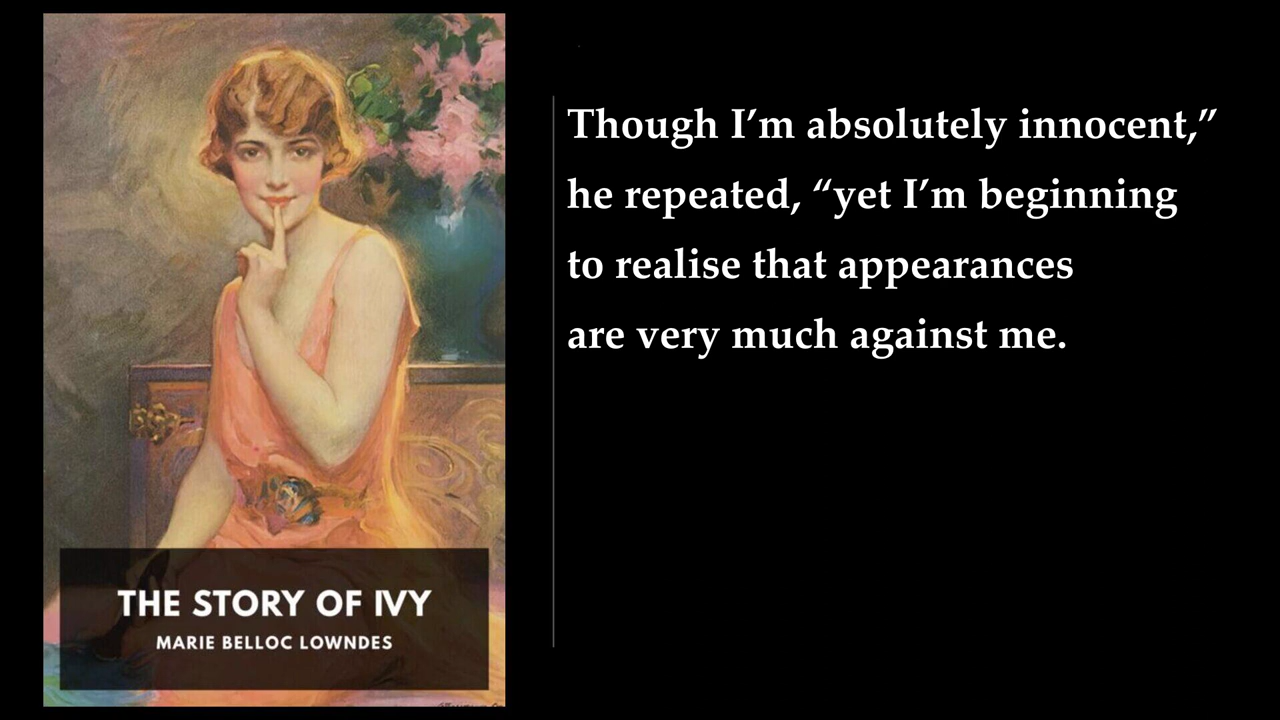 THE STORY OF IVY
MARIE BELLOC LOWNDES
Though I’m absolutely innocent,”
he repeated, “yet I’m beginning
to realise that appearances
are very much against me.